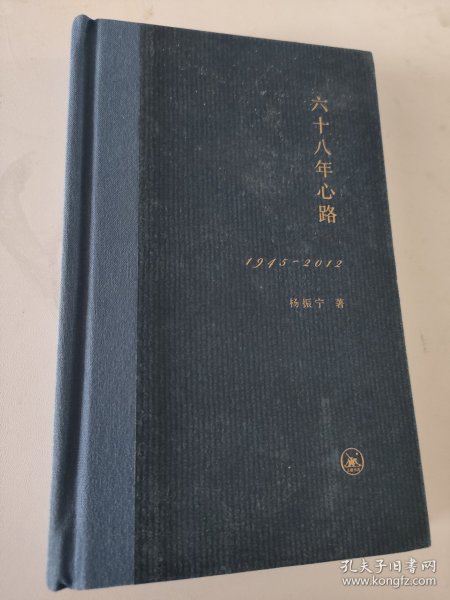 六十八年心路
1945-2012
杨振宁 著
孔夫子旧书网
www.kongfz.com